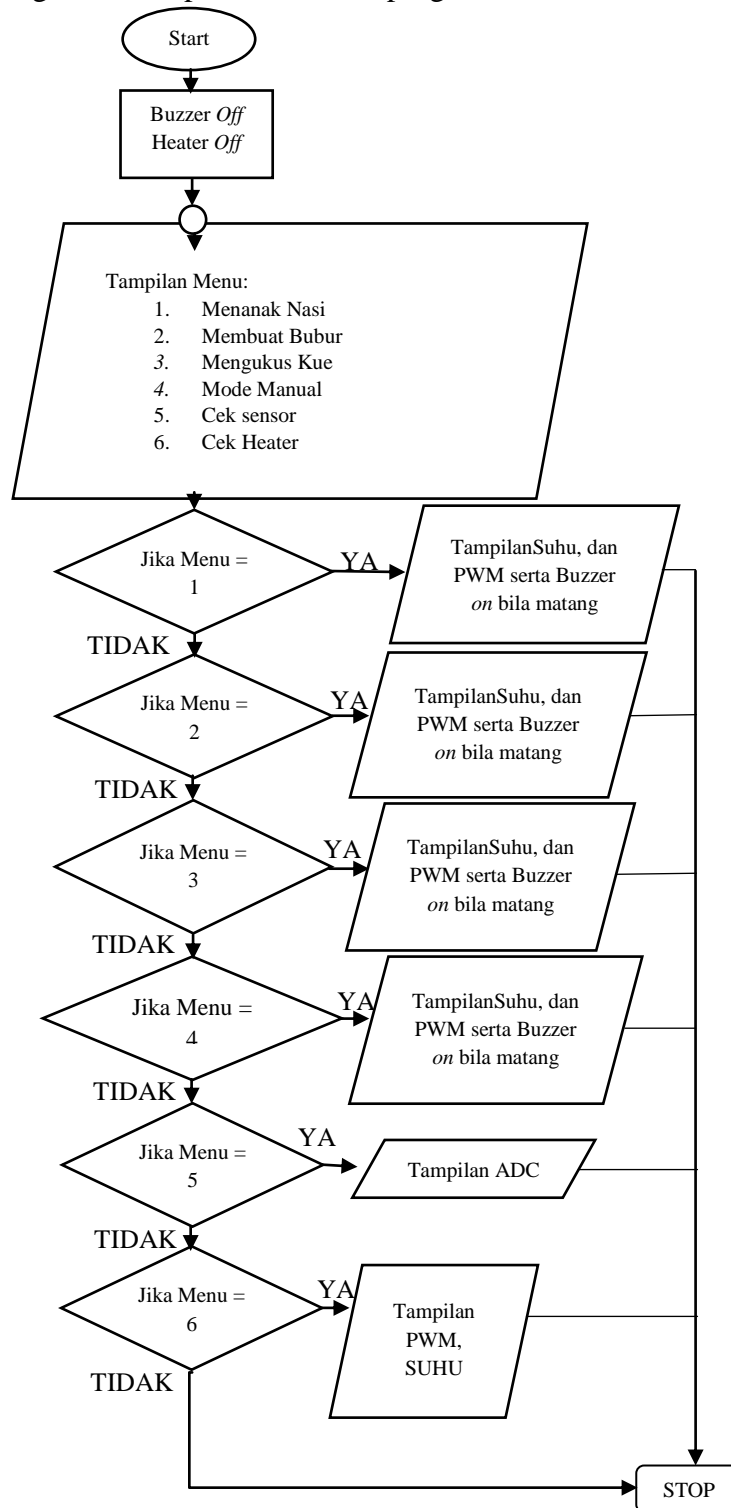 Start
Buzzer Off
Heater Off
Tampilan Menu:
1. Menanak Nasi
2. Membuat Bubur
3. Mengukus Kue
4. Mode Manual
5. Cek sensor
6. Cek Heater
Jika Menu =
1
YA
TampilanSuhu, dan
PWM serta Buzzer
on bila matang
TIDAK
Jika Menu =
2
YA
TampilanSuhu, dan
PWM serta Buzzer
on bila matang
TIDAK
Jika Menu =
3
YA
TampilanSuhu, dan
PWM serta Buzzer
on bila matang
TIDAK
Jika Menu =
4
YA
TampilanSuhu, dan
PWM serta Buzzer
on bila matang
TIDAK
Jika Menu =
5
YA
Tampilan ADC
TIDAK
Jika Menu =
6
YA
Tampilan
PWM,
SUHU
TIDAK
STOP